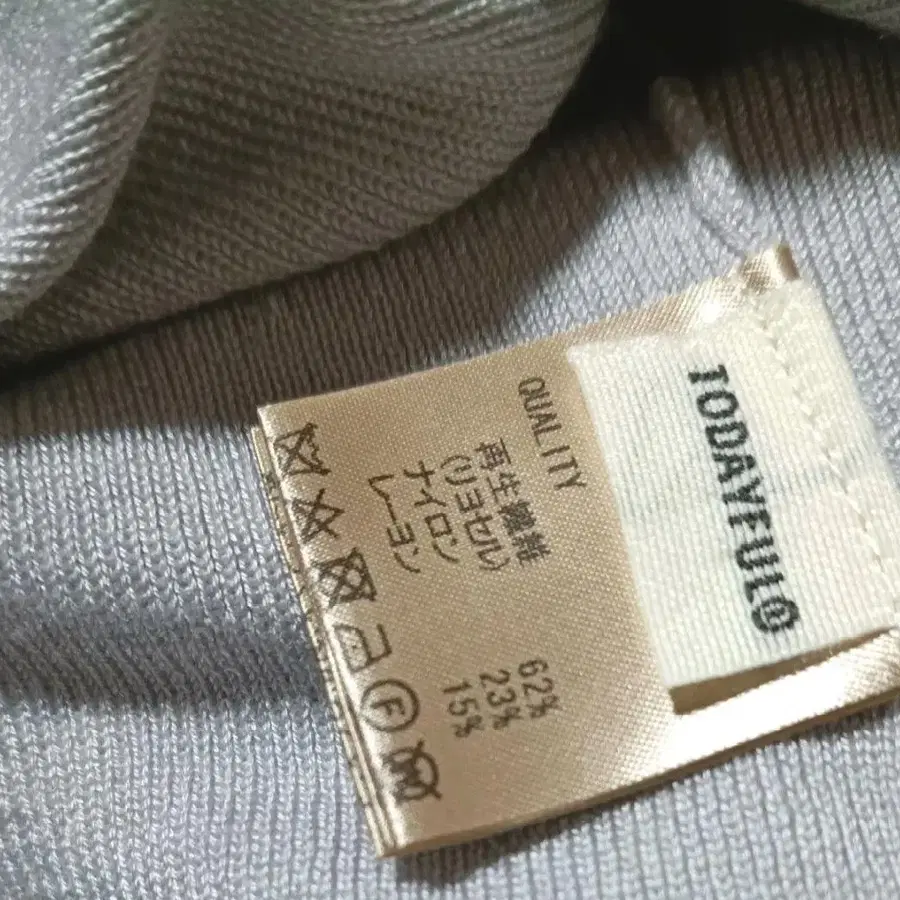 TODAYFUL
QUALITY
再生繊維
(リヨセル) 62%
ナイロン 23%
レーヨン 15%
F
W